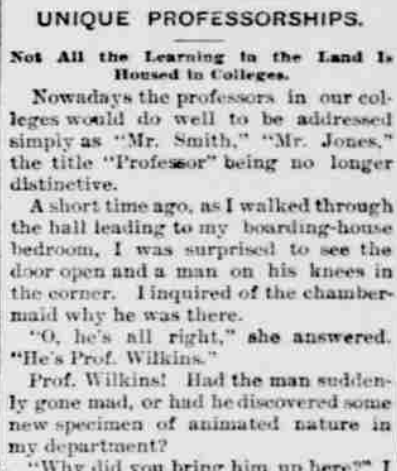 UNIQUE PROFESSORSHIPS.
Not All the Learning in the Land Is
Housed in Colleges.
Nowadays the professors in our col-
leges would do well to be addressed
simply as "Mr. Smith," "Mr. Jones,"
the title "Professor" being no longer
distinctive.
A short time ago, as I walked through
the hall leading to my boarding-house
bedroom, I was surprised to see the
door open and a man on his knees in
the corner. I inquired of the chamber-
maid why he was there.
"O, he's all right," she answered.
"He's Prof. Wilkins."
Prof. Wilkins! Had the man sudden-
ly gone mad, or had he discovered some
new specimen of animated nature in
my department?
"Why did you bring him up here?" I